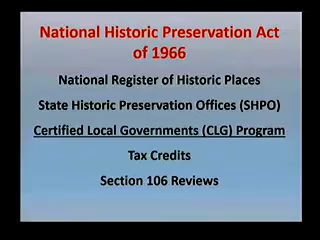 National Historic Preservation Act
of 1966
National Register of Historic Places
State Historic Preservation Offices (SHPO)
Certified Local Governments (CLG) Program
Tax Credits
Section 106 Reviews